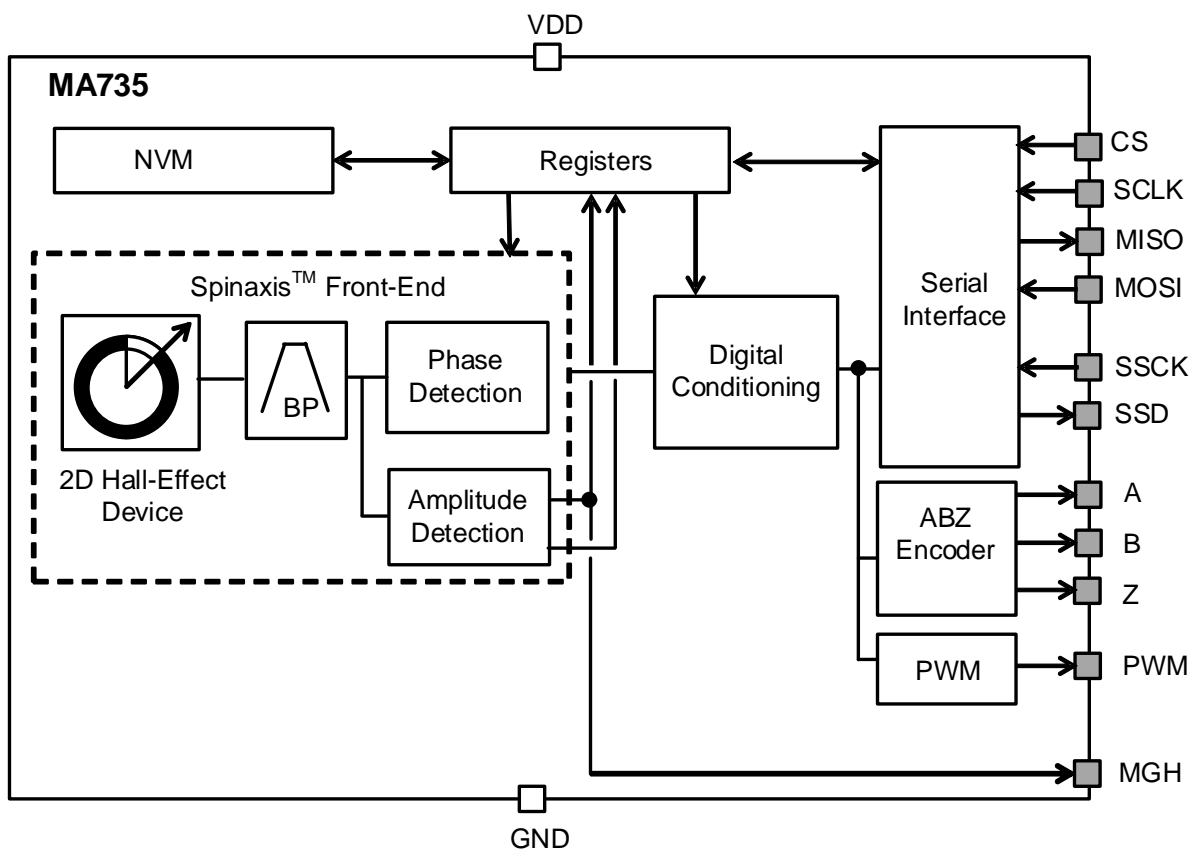 VDD
MA735
NVM
Registers
Serial
Interface
CS
SCLK
MISO
MOSI
SSCK
SSD
Spinaxis™ Front-End
BP
Phase
Detection
Digital
Conditioning
2D Hall-Effect
Device
Amplitude
Detection
ABZ
Encoder
A
B
Z
PWM
PWM
MGH
GND